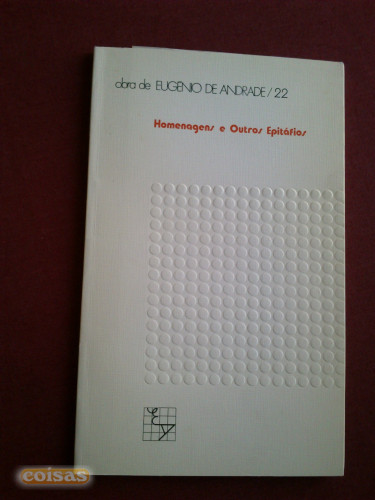 obra de EUGÉNIO DE ANDRADE / 22
Homenagens e Outros Epitáfios
coisas